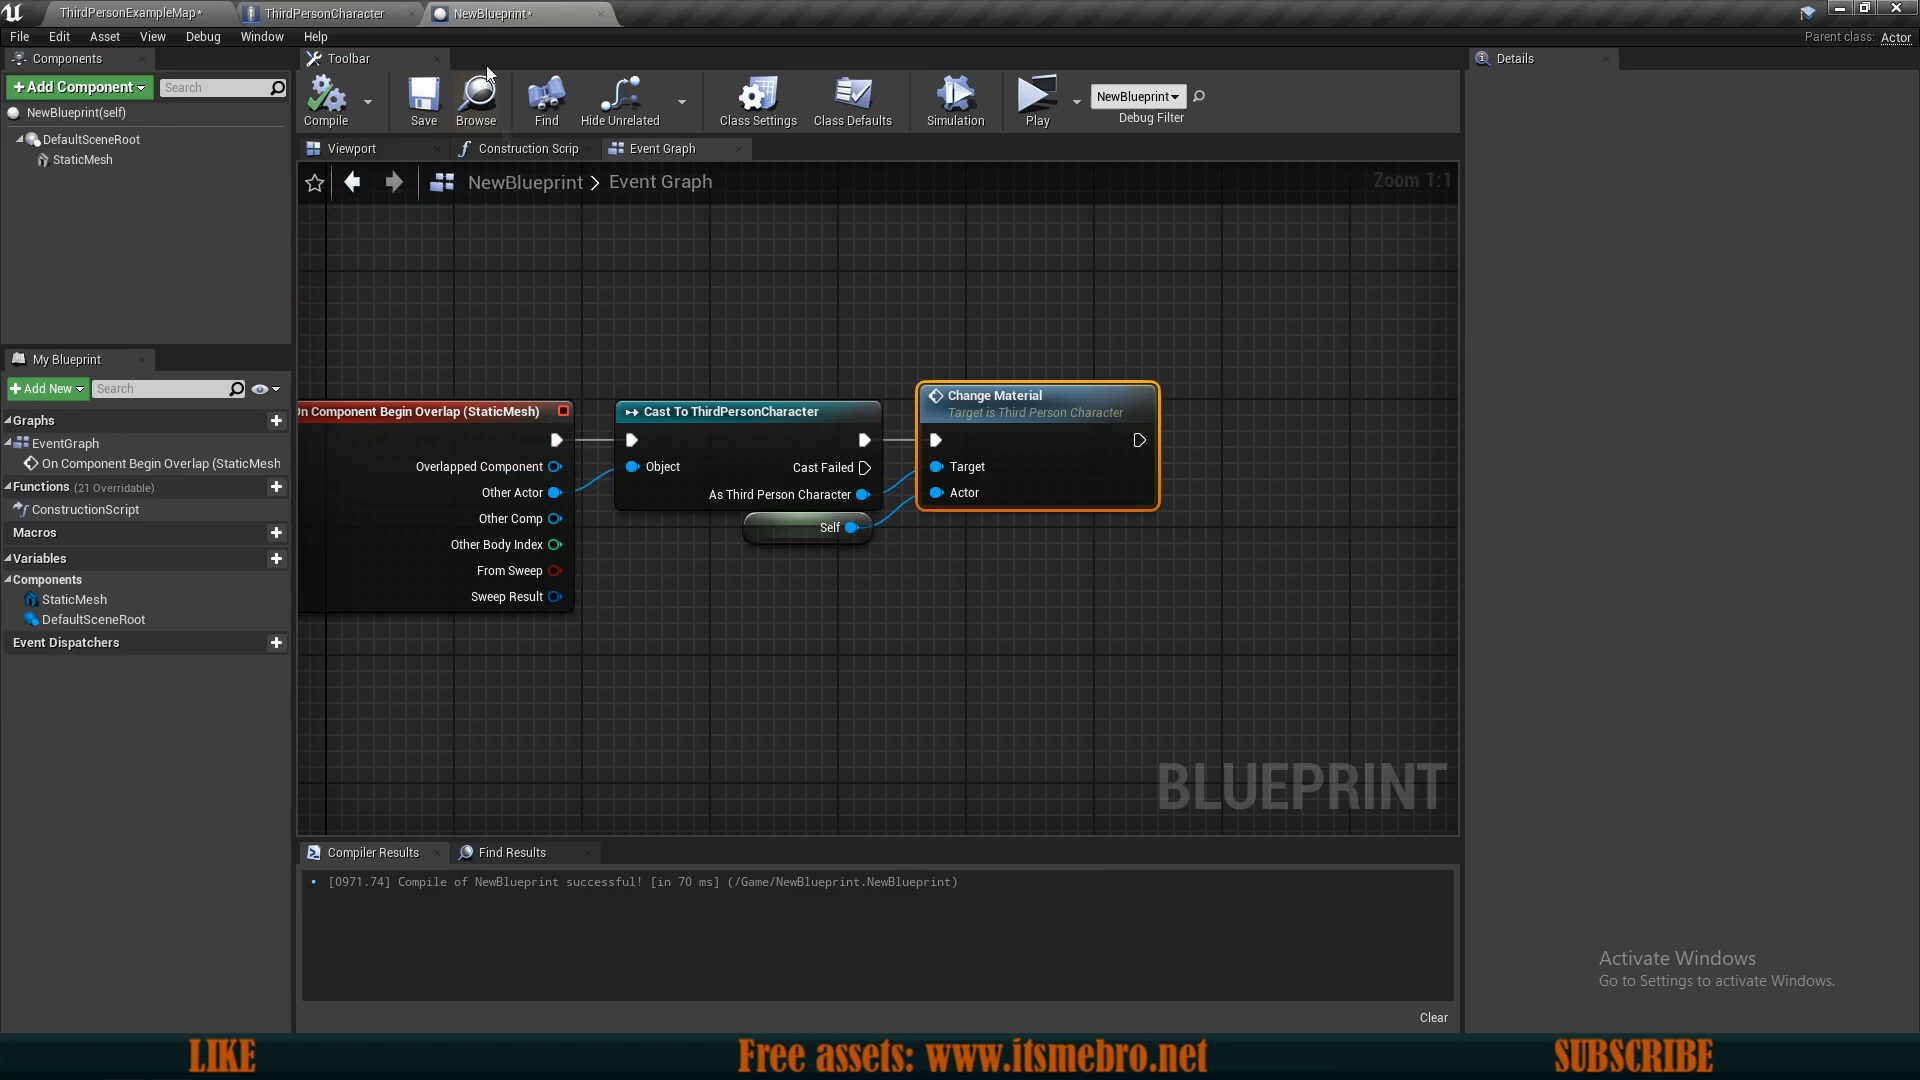 ThirdPersonExampleMap*
ThirdPersonCharacter
NewBlueprint*
File Edit Asset View Debug Window Help
Parent class: Actor
Components
+Add Component
Search
NewBlueprint(self)
DefaultSceneRoot
StaticMesh
Toolbar
Compile
Save
Browse
Find
Hide Unrelated
Class Settings
Class Defaults
Simulation
Play
NewBlueprint
Debug Filter
Details
Viewport
Construction Scrip
Event Graph
NewBlueprint > Event Graph
Zoom 1:1
My Blueprint
+Add New
Search
Graphs
EventGraph
On Component Begin Overlap (StaticMesh
Functions (21 Overridable)
ConstructionScript
Macros
Variables
Components
StaticMesh
DefaultSceneRoot
Event Dispatchers
On Component Begin Overlap (StaticMesh)
Overlapped Component
Other Actor
Other Comp
Other Body Index
From Sweep
Sweep Result
Cast To ThirdPersonCharacter
Object
Cast Failed
As Third Person Character
Self
Change Material
Target is Third Person Character
Target
Actor
BLUEPRINT
Compiler Results
Find Results
[0971.74] Compile of NewBlueprint successful! [in 70 ms] (/Game/NewBlueprint.NewBlueprint)
Clear
Activate Windows
Go to Settings to activate Windows.
LIKE
Free assets: www.itsmebro.net
SUBSCRIBE